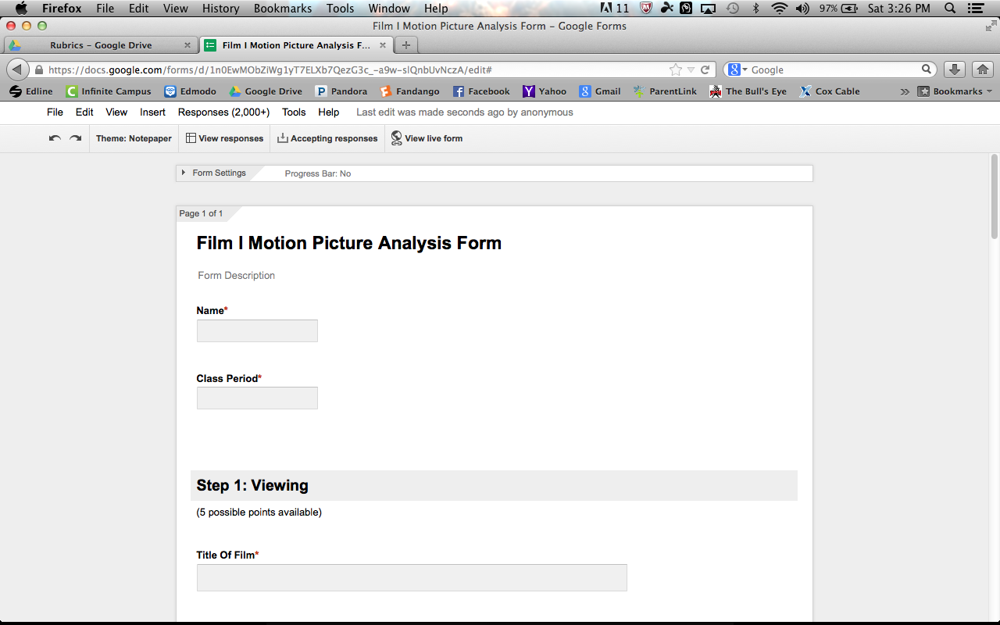 Firefox File Edit View History Bookmarks Tools Window Help 11 97% Sat 3:26 PM
Film I Motion Picture Analysis Form – Google Forms
Rubrics – Google Drive × Film I Motion Picture Analysis F... × +
https://docs.google.com/forms/d/1n0EwMObZiWg1yT7ELXb7QezG3c_-a9w-slQnbUvNczA/edit# Google
Edline Infinite Campus Edmodo Google Drive Pandora Fandango Facebook Yahoo Gmail ParentLink The Bull's Eye Cox Cable » Bookmarks
File Edit View Insert Responses (2,000+) Tools Help Last edit was made seconds ago by anonymous
Theme: Notepaper View responses Accepting responses View live form
Form Settings Progress Bar: No
Page 1 of 1
Film I Motion Picture Analysis Form
Form Description
Name*
Class Period*
Step 1: Viewing
(5 possible points available)
Title Of Film*